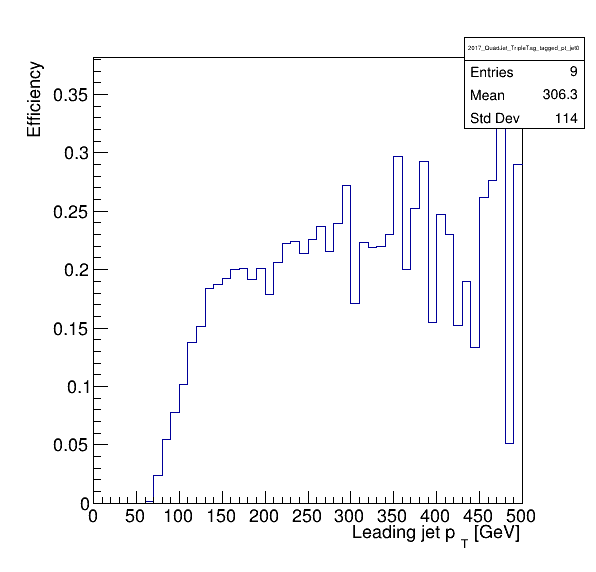 2017_QuadJet_TripleTag_tagged_pt_jet0
Entries 9
Mean 306.3
Std Dev 114
Efficiency
0.35
0.3
0.25
0.2
0.15
0.1
0.05
0
0 50 100 150 200 250 300 350 400 450 500
Leading jet p T [GeV]